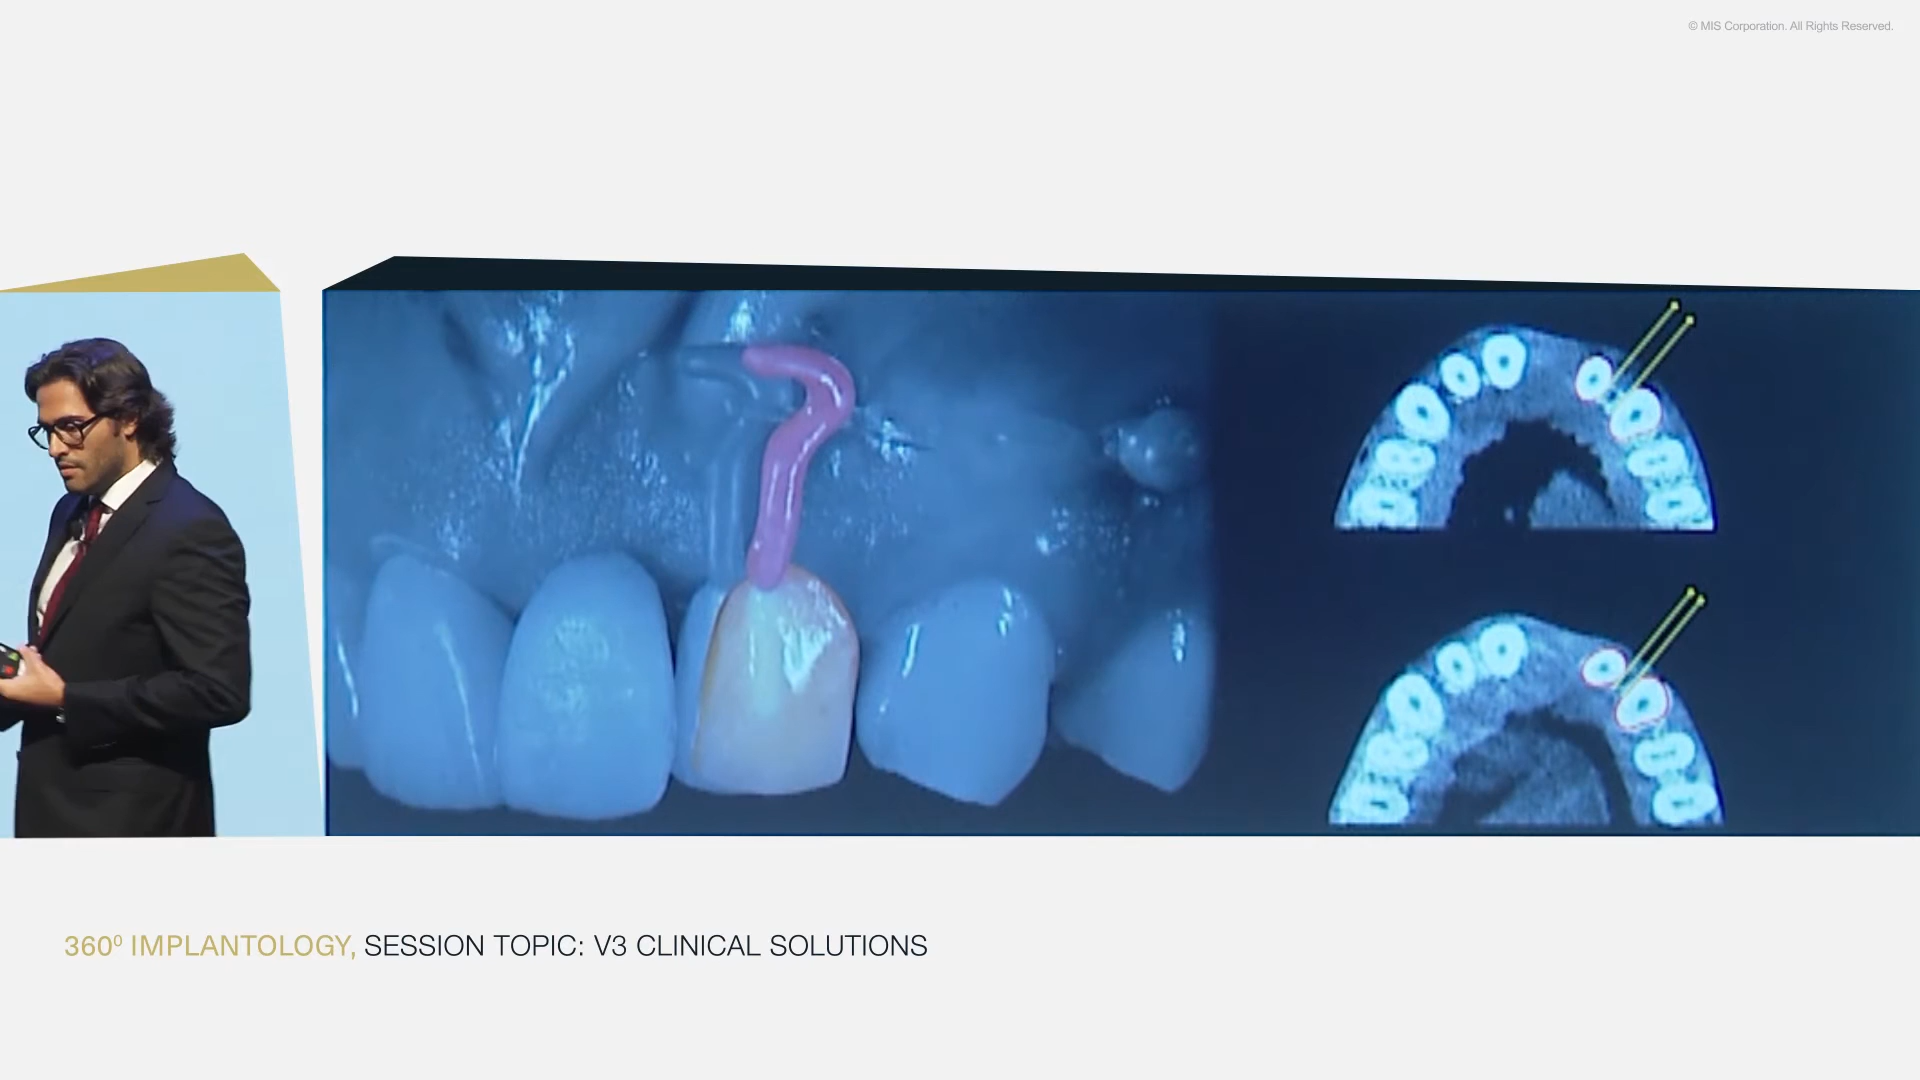 © MIS Corporation. All Rights Reserved.
360⁰ IMPLANTOLOGY, SESSION TOPIC: V3 CLINICAL SOLUTIONS